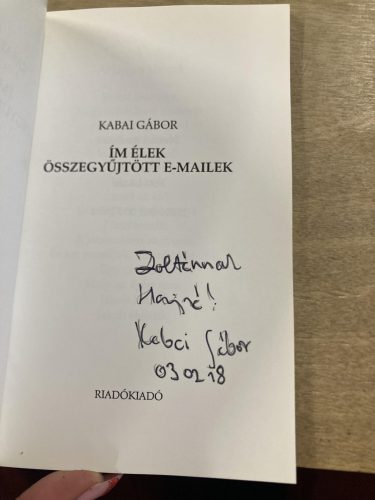 KABAI GÁBOR
ÍM ÉLEK
ÖSSZEGYŰJTÖTT E-MAILEK
Zoltánnak
Hajrá!
Kabai Gábor
03 02 18
RIADÓKIADÓ